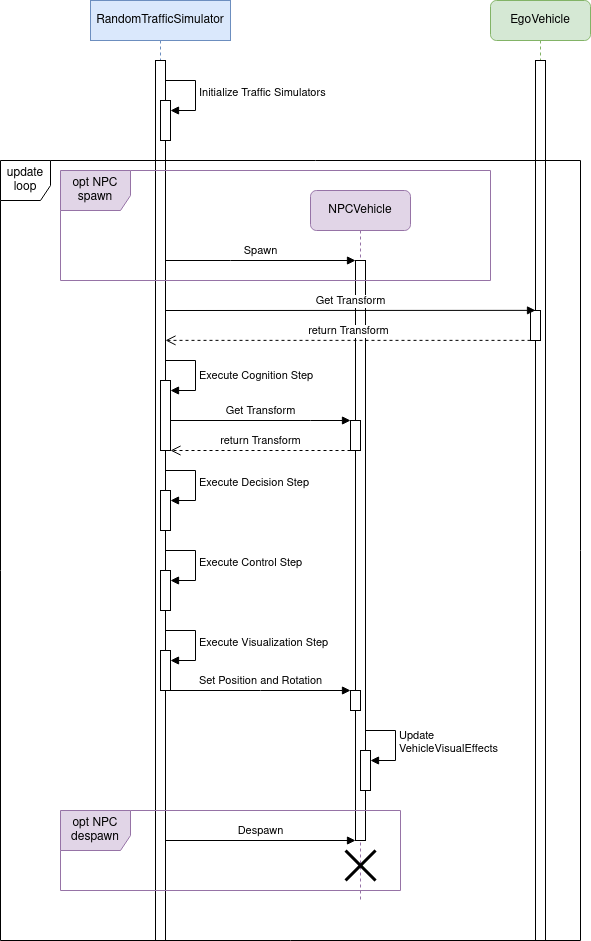 RandomTrafficSimulator
EgoVehicle
Initialize Traffic Simulators
update
loop
opt NPC
spawn
NPCVehicle
Spawn
Get Transform
return Transform
Execute Cognition Step
Get Transform
return Transform
Execute Decision Step
Execute Control Step
Execute Visualization Step
Set Position and Rotation
Update
VehicleVisualEffects
opt NPC
despawn
Despawn